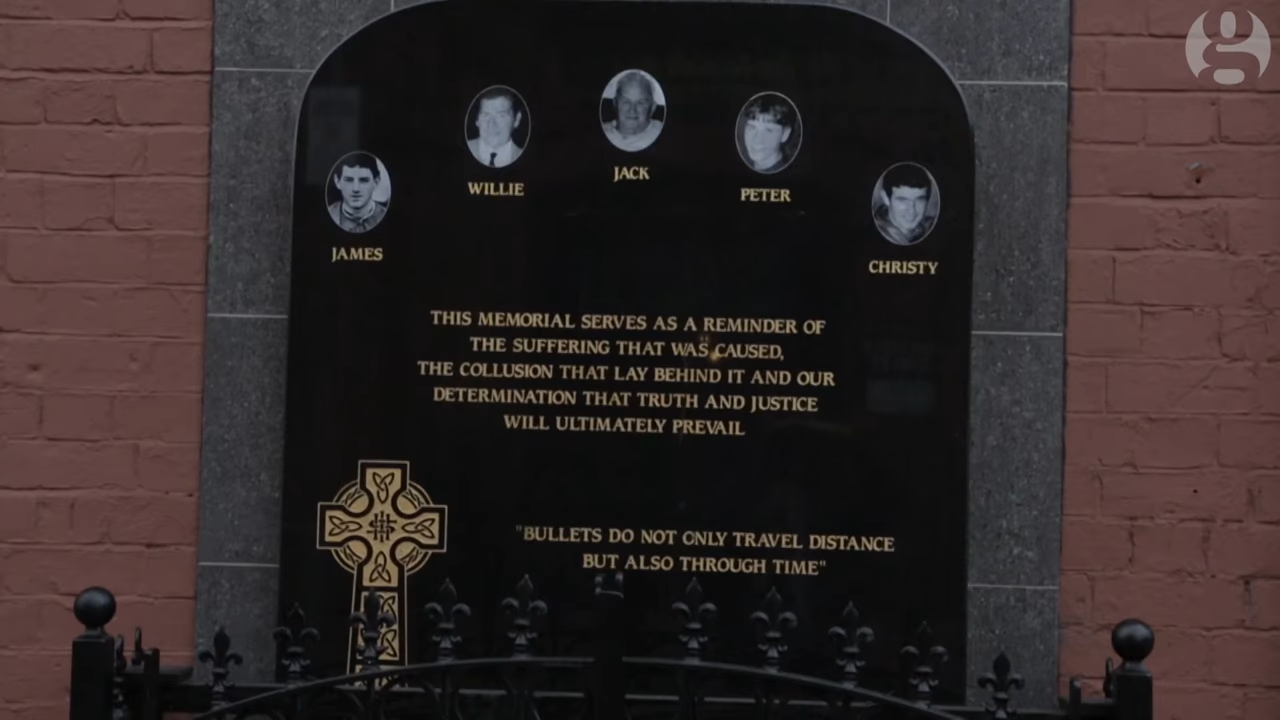 JAMES
WILLIE
JACK
PETER
CHRISTY
THIS MEMORIAL SERVES AS A REMINDER OF
THE SUFFERING THAT WAS CAUSED,
THE COLLUSION THAT LAY BEHIND IT AND OUR
DETERMINATION THAT TRUTH AND JUSTICE
WILL ULTIMATELY PREVAIL
"BULLETS DO NOT ONLY TRAVEL DISTANCE
BUT ALSO THROUGH TIME"
g